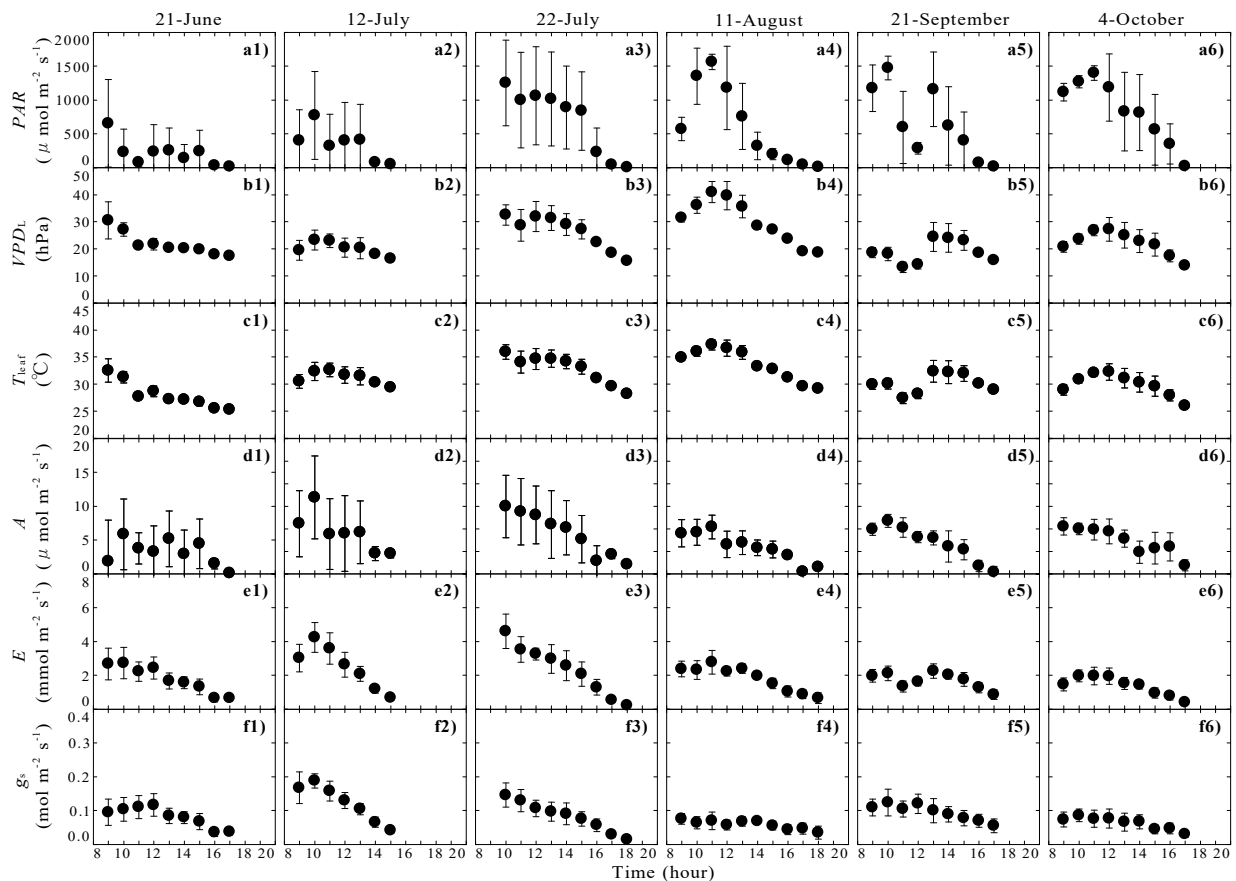 21-June 12-July 22-July 11-August 21-September 4-October
PAR
(μ mol m-2 s-1)
2000
1500
1000
500
0
a1) a2) a3) a4) a5) a6)
VPDL
(hPa)
50
40
30
20
10
0
b1) b2) b3) b4) b5) b6)
Tleaf
(℃)
45
40
35
30
25
20
c1) c2) c3) c4) c5) c6)
A
(μ mol m-2 s-1)
20
15
10
5
0
d1) d2) d3) d4) d5) d6)
E
(mmol m-2 s-1)
8
6
4
2
0
e1) e2) e3) e4) e5) e6)
gs
(mol m-2 s-1)
0.4
0.3
0.2
0.1
0.0
f1) f2) f3) f4) f5) f6)
8 10 12 14 16 18 20 8 10 12 14 16 18 20 8 10 12 14 16 18 20 8 10 12 14 16 18 20 8 10 12 14 16 18 20 8 10 12 14 16 18 20
Time (hour)